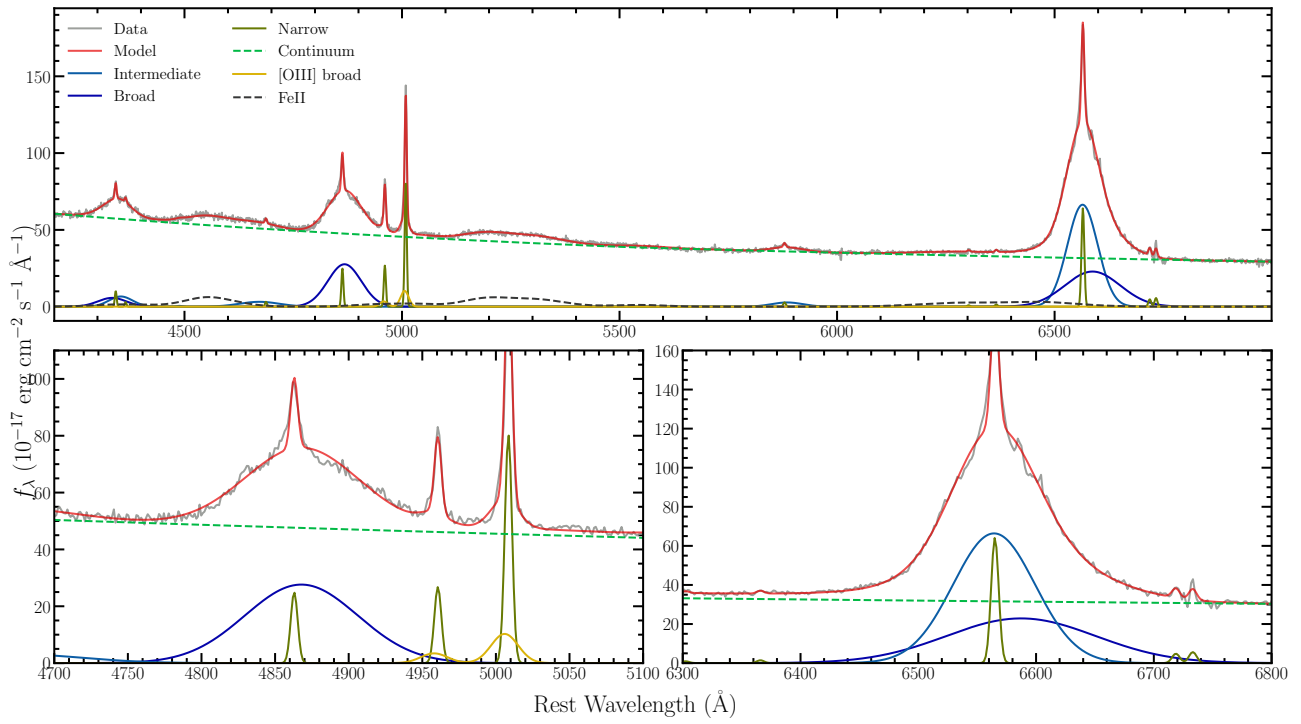 Data
Model
Intermediate
Broad
Narrow
Continuum
[OIII] broad
FeII
150
100
50
0
4500 5000 5500 6000 6500
f_λ (10^−17 erg cm^−2 s^−1 Å^−1)
100
80
60
40
20
0
4700 4750 4800 4850 4900 4950 5000 5050 5100
160
140
120
100
80
60
40
20
0
6300 6400 6500 6600 6700 6800
Rest Wavelength (Å)